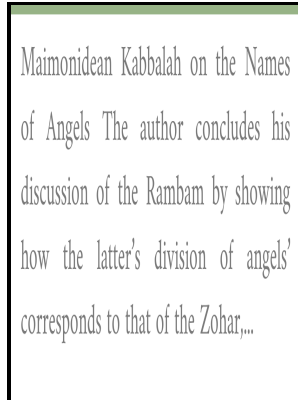 Maimonidean Kabbalah on the Names
of Angels The author concludes his
discussion of the Rambam by showing
how the latter’s division of angels’
corresponds to that of the Zohar,...